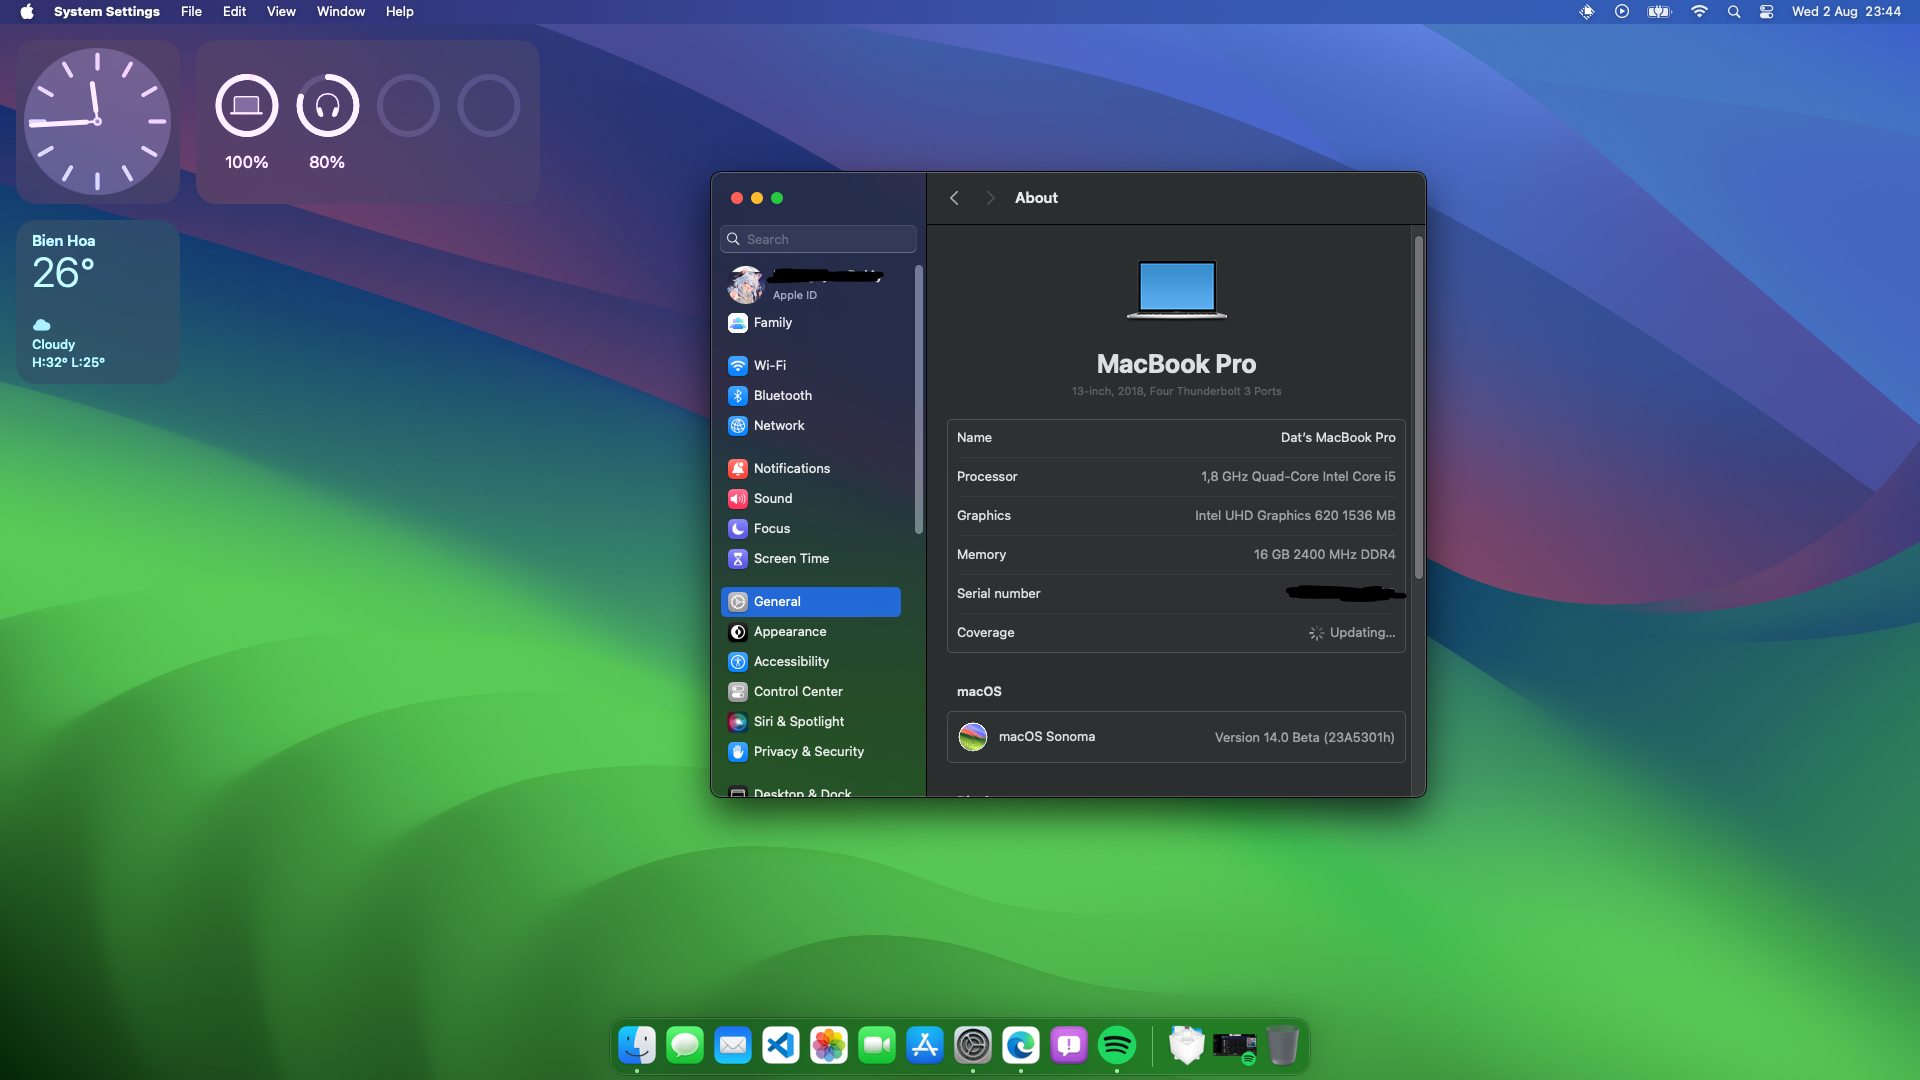 System Settings File Edit View Window Help
Wed 2 Aug 23:44
100% 80%
Bien Hoa
26°
Cloudy
H:32° L:25°
Search
Apple ID
Family
Wi-Fi
Bluetooth
Network
Notifications
Sound
Focus
Screen Time
General
Appearance
Accessibility
Control Center
Siri & Spotlight
Privacy & Security
Desktop & Dock
About
MacBook Pro
13-inch, 2018, Four Thunderbolt 3 Ports
Name Dat's MacBook Pro
Processor 1,8 GHz Quad-Core Intel Core i5
Graphics Intel UHD Graphics 620 1536 MB
Memory 16 GB 2400 MHz DDR4
Serial number
Coverage Updating...
macOS
macOS Sonoma Version 14.0 Beta (23A5301h)